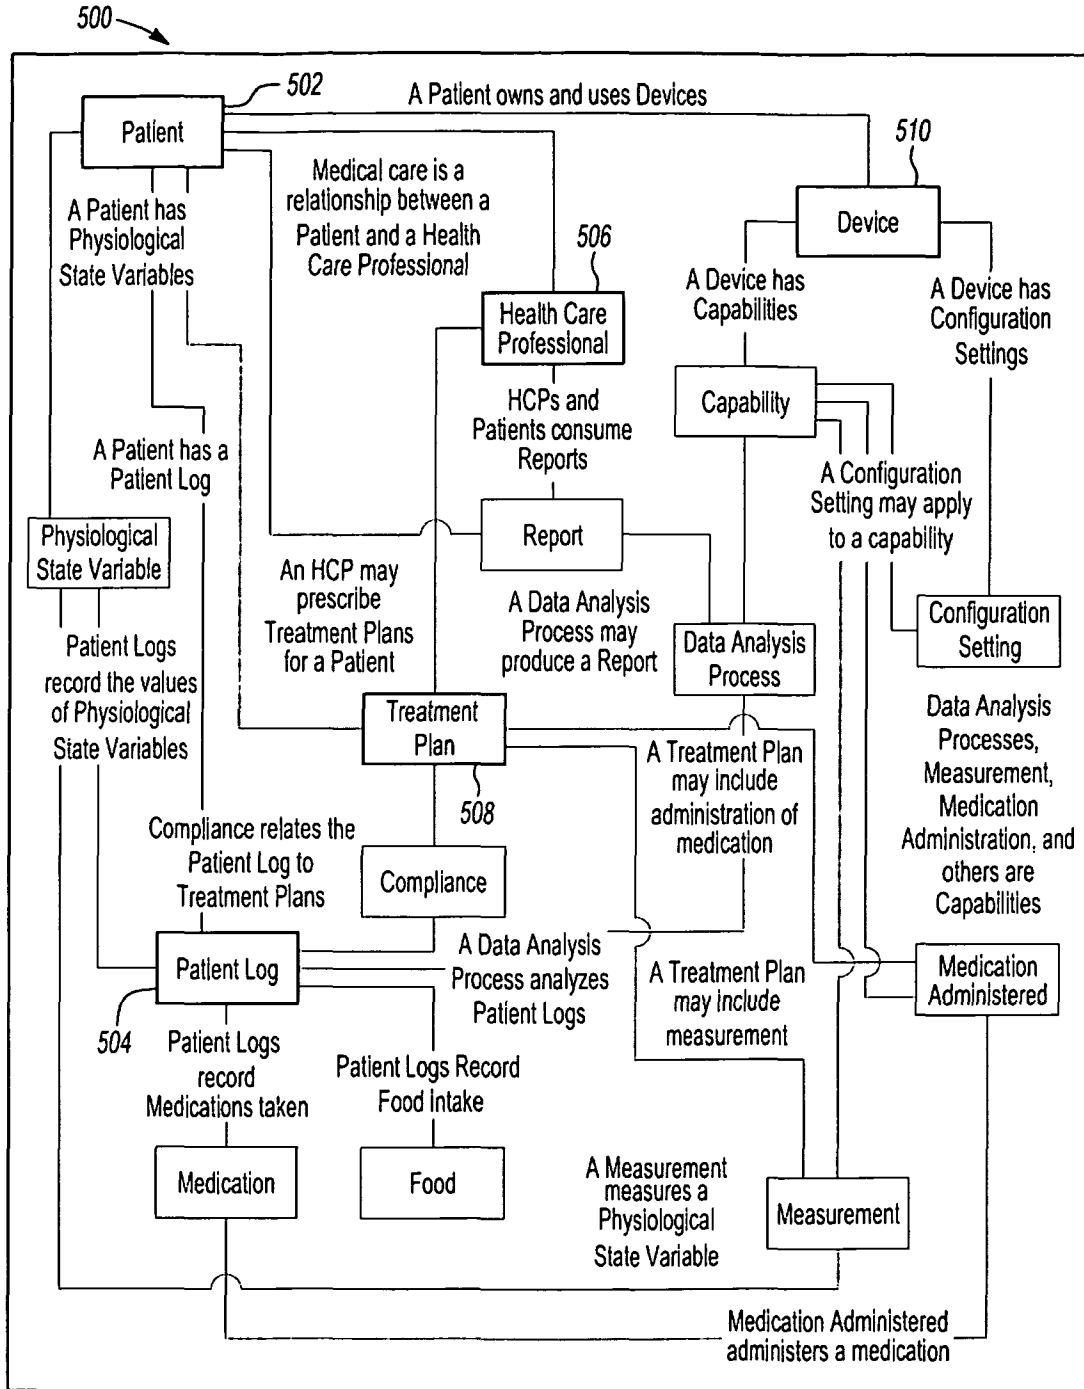 500
502
A Patient owns and uses Devices
Patient
510
Medical care is a
relationship between a
Patient and a Health
Care Professional
A Patient has
Physiological
State Variables
Device
506
A Device has
Capabilities
A Device has
Configuration
Settings
Health Care
Professional
HCPs and
Patients consume
Reports
Capability
A Patient has a
Patient Log
A Configuration
Setting may apply
to a capability
Physiological
State Variable
Report
An HCP may
prescribe
Treatment Plans
for a Patient
A Data Analysis
Process may
produce a Report
Data Analysis
Process
Configuration
Setting
Patient Logs
record the values
of Physiological
State Variables
Treatment
Plan
508
A Treatment Plan
may include
administration of
medication
Data Analysis
Processes,
Measurement,
Medication
Administration, and
others are
Capabilities
Compliance relates the
Patient Log to
Treatment Plans
Compliance
Patient Log
504
A Data Analysis
Process analyzes
Patient Logs
A Treatment Plan
may include
measurement
Medication
Administered
Patient Logs
record
Medications taken
Patient Logs Record
Food intake
Medication
Food
A Measurement
measures a
Physiological
State Variable
Measurement
Medication Administered
administers a medication